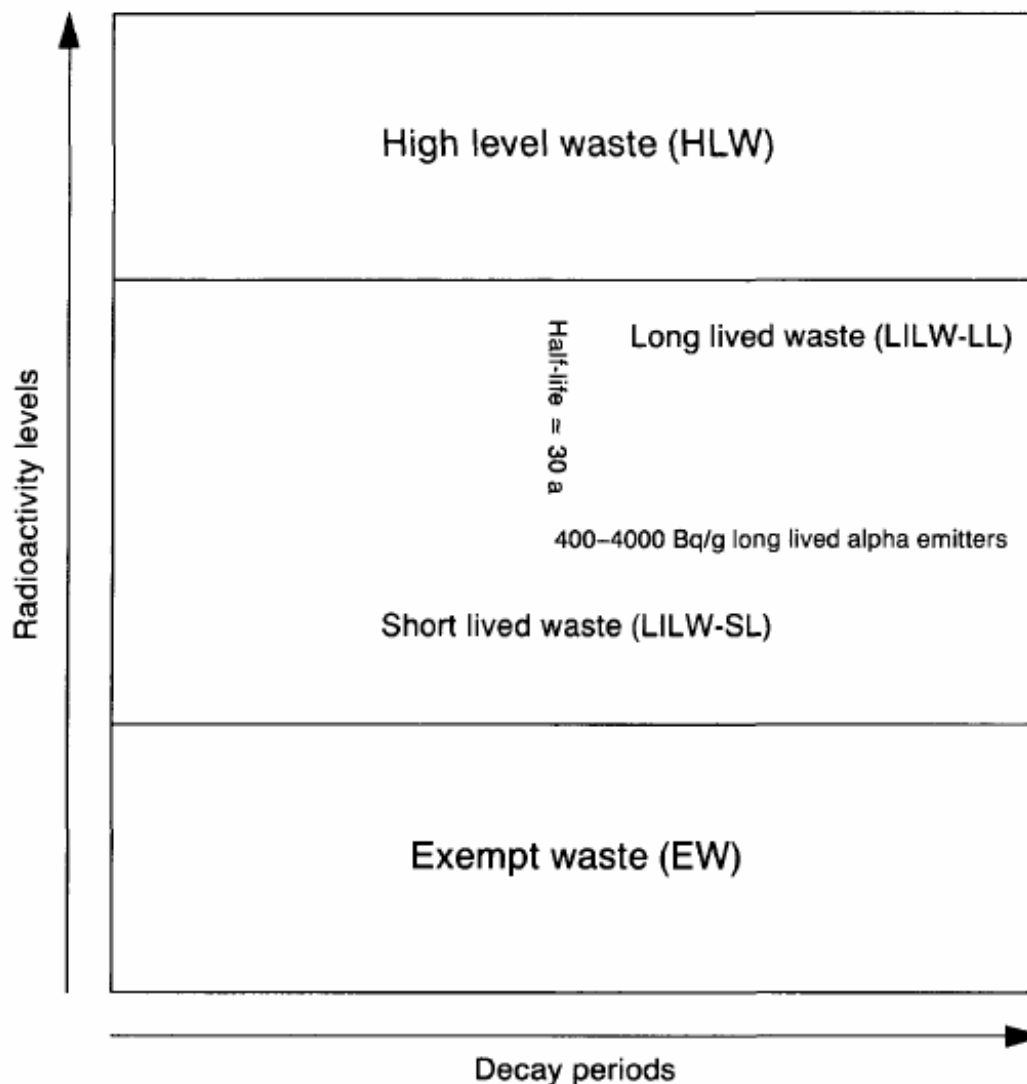 High level waste (HLW)
Long lived waste (LILW-LL)
Half-life ≃ 30 a
400–4000 Bq/g long lived alpha emitters
Short lived waste (LILW-SL)
Exempt waste (EW)
Radioactivity levels
Decay periods